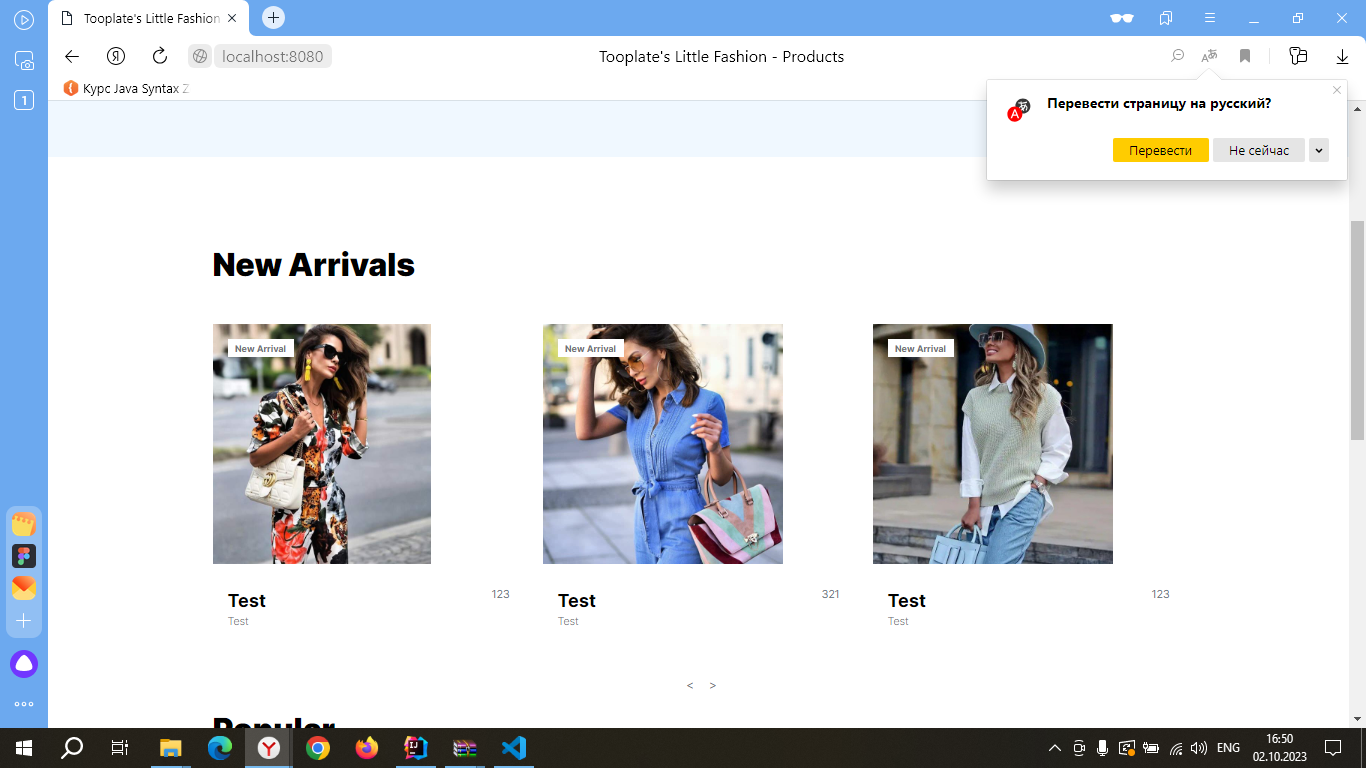 Tooplate's Little Fashion
localhost:8080
Tooplate's Little Fashion - Products
Курс Java Syntax Z
1
Перевести страницу на русский?
Перевести
Не сейчас
New Arrivals
New Arrival
New Arrival
New Arrival
Test
123
Test
321
Test
123
Test
Test
Test
< >
Popular
ENG
16:50
02.10.2023